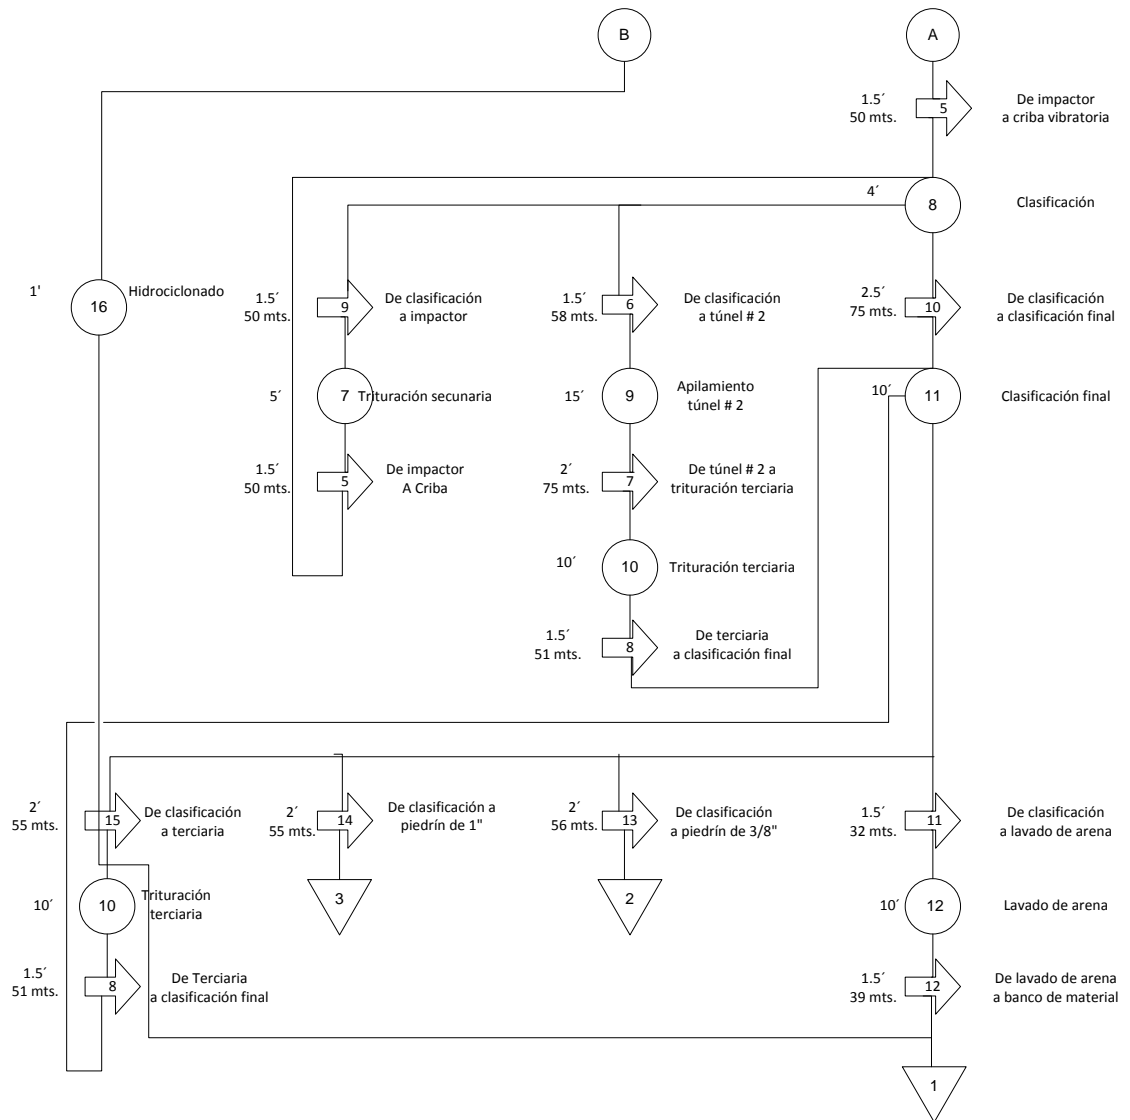 B
A
1.5´
50 mts.
5
De impactor
a criba vibratoria
4´
8
Clasificación
1'
16
Hidrociclonado
1.5´
50 mts.
9
De clasificación
a impactor
1.5´
58 mts.
6
De clasificación
a túnel # 2
2.5´
75 mts.
10
De clasificación
a clasificación final
5´
7
Trituración secunaria
15´
9
Apilamiento
túnel # 2
10´
11
Clasificación final
1.5´
50 mts.
5
De impactor
A Criba
2´
75 mts.
7
De túnel # 2 a
trituración terciaria
10´
10
Trituración terciaria
1.5´
51 mts.
8
De terciaria
a clasificación final
2´
55 mts.
15
De clasificación
a terciaria
2´
55 mts.
14
De clasificación a
piedrín de 1"
2´
56 mts.
13
De clasificación
a piedrín de 3/8"
1.5´
32 mts.
11
De clasificación
a lavado de arena
10´
10
Trituración
terciaria
3
2
10´
12
Lavado de arena
1.5´
51 mts.
8
De Terciaria
a clasificación final
1.5´
39 mts.
12
De lavado de arena
a banco de material
1